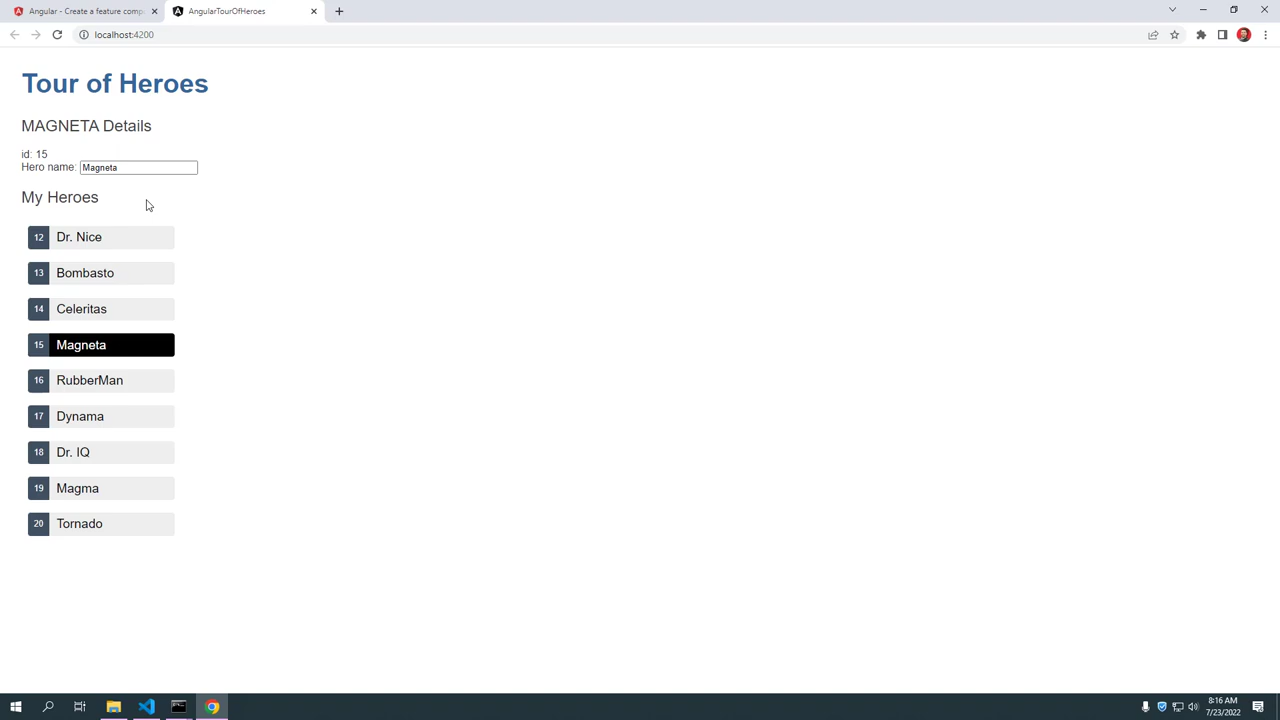 Angular - Create a feature comp
AngularTourOfHeroes
localhost:4200
Tour of Heroes
MAGNETA Details
id: 15
Hero name: Magneta
My Heroes
12 Dr. Nice
13 Bombasto
14 Celeritas
15 Magneta
16 RubberMan
17 Dynama
18 Dr. IQ
19 Magma
20 Tornado
8:16 AM
7/23/2022